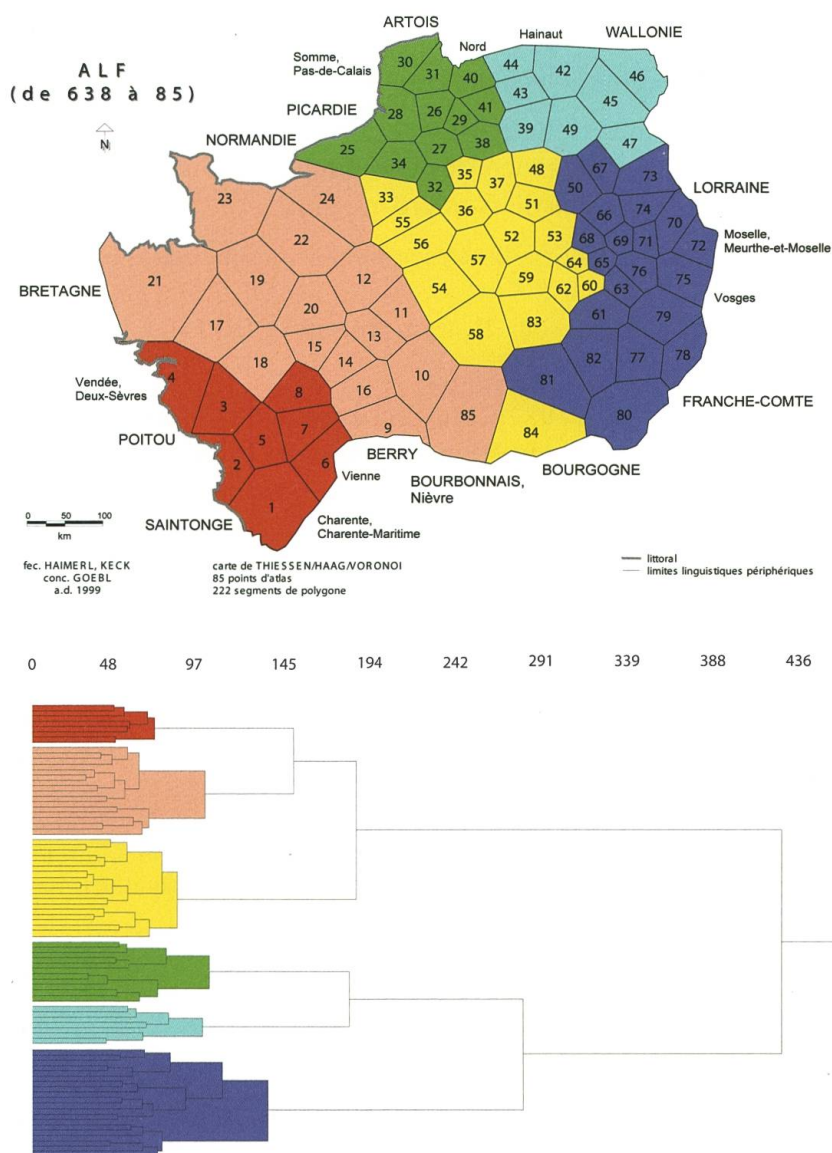 ARTOIS
Hainaut
WALLONIE
Nord
Somme,
Pas-de-Calais
A L F
(de 638 à 85)
PICARDIE
N
NORMANDIE
30 31 40 44 42 46
43 45
28 26 29 41
39 49 47
25 34 27 38
32 35 37 48 50 67 73
LORRAINE
23 24 33 36 51 66 74 70
55
22 56 52 53 68 69 71 72
Moselle,
Meurthe-et-Moselle
57 64 65 76 75
21 19 12 54 59 62 60 63
Vosges
BRETAGNE
17 20 11 58 83 61 79
13
18 15 14 10 82 77 78
4 8 16 81
Vendée,
Deux-Sèvres
3 85 80
FRANCHE-COMTE
POITOU
5 7 9 84
2 6
BERRY
BOURGOGNE
Vienne
BOURBONNAIS,
Nièvre
1
SAINTONGE
Charente,
Charente-Maritime
0 50 100
km
fec. HAIMERL, KECK
conc. GOEBL
a.d. 1999
carte de THIESSEN/HAAG/VORONOI
85 points d'atlas
222 segments de polygone
littoral
limites linguistiques périphériques
0 48 97 145 194 242 291 339 388 436